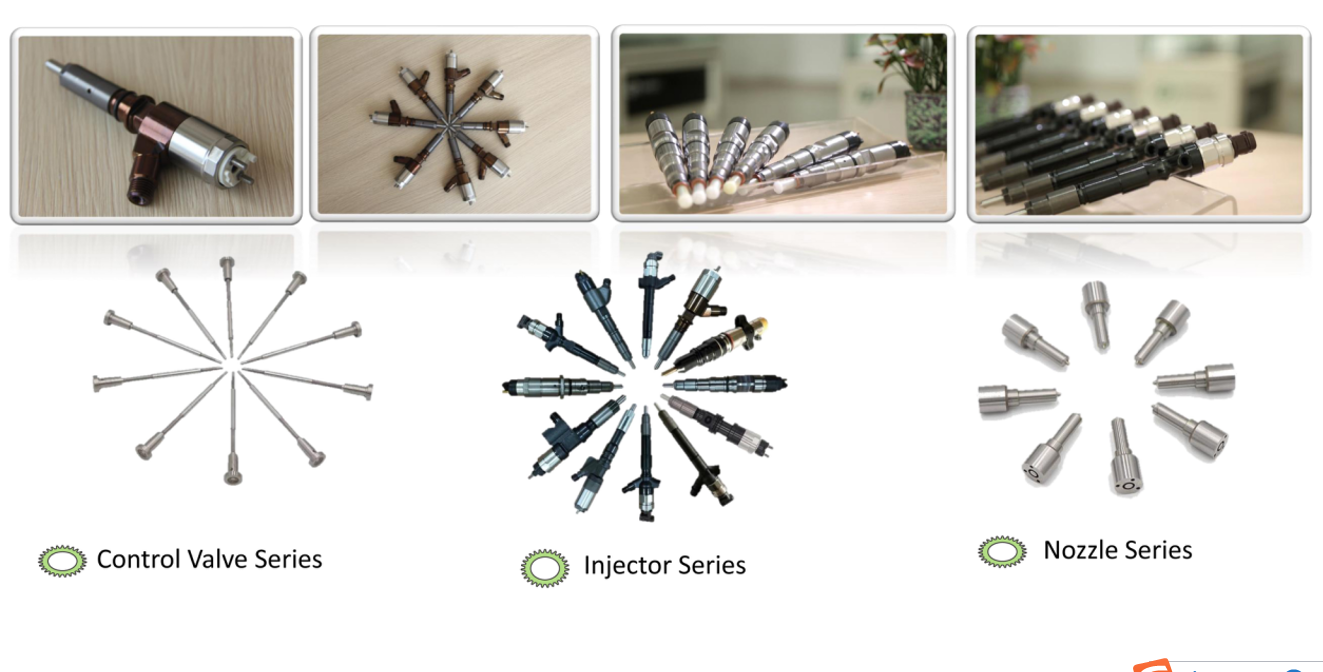 Control Valve Series
Injector Series
Nozzle Series